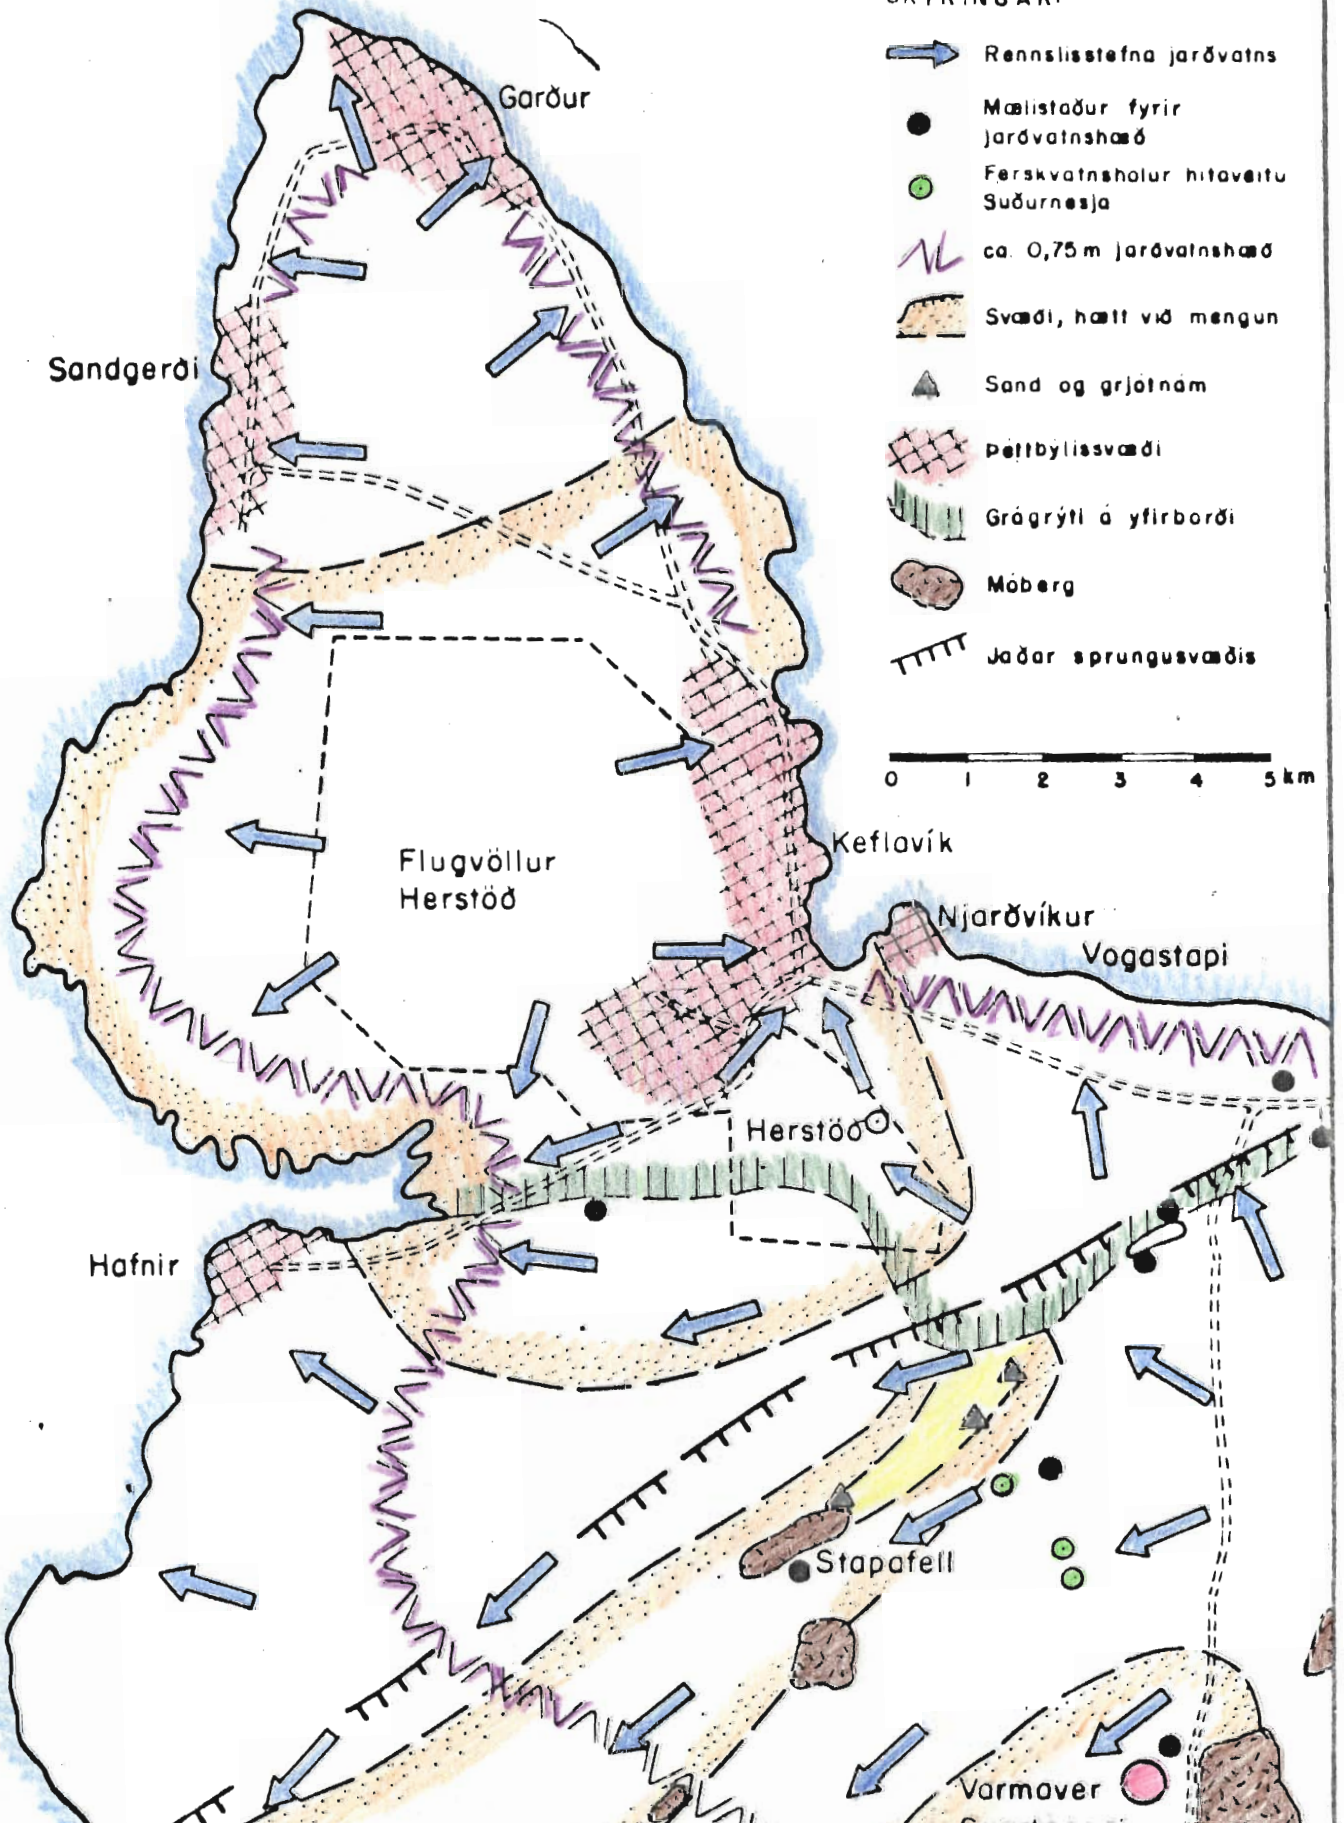 SKÝRINGAR:
Rennslisstefna jarðvatns
Mælistaður fyrir
jarðvatnshæð
Ferskvatnsholur hitaveitu
Suðurnesja
ca. 0,75m jarðvatnshæð
Svæði, hætt við mengun
Sand og grjótnám
Þéttbýlissvæði
Grágrýti á yfirborði
Móberg
Jaðar sprungusvæðis
0 1 2 3 4 5 km
Garður
Sandgerði
Flugvöllur
Herstöð
Keflavík
Njarðvíkur
Vogastapi
Herstöð
Hafnir
Stapafell
Varmaver